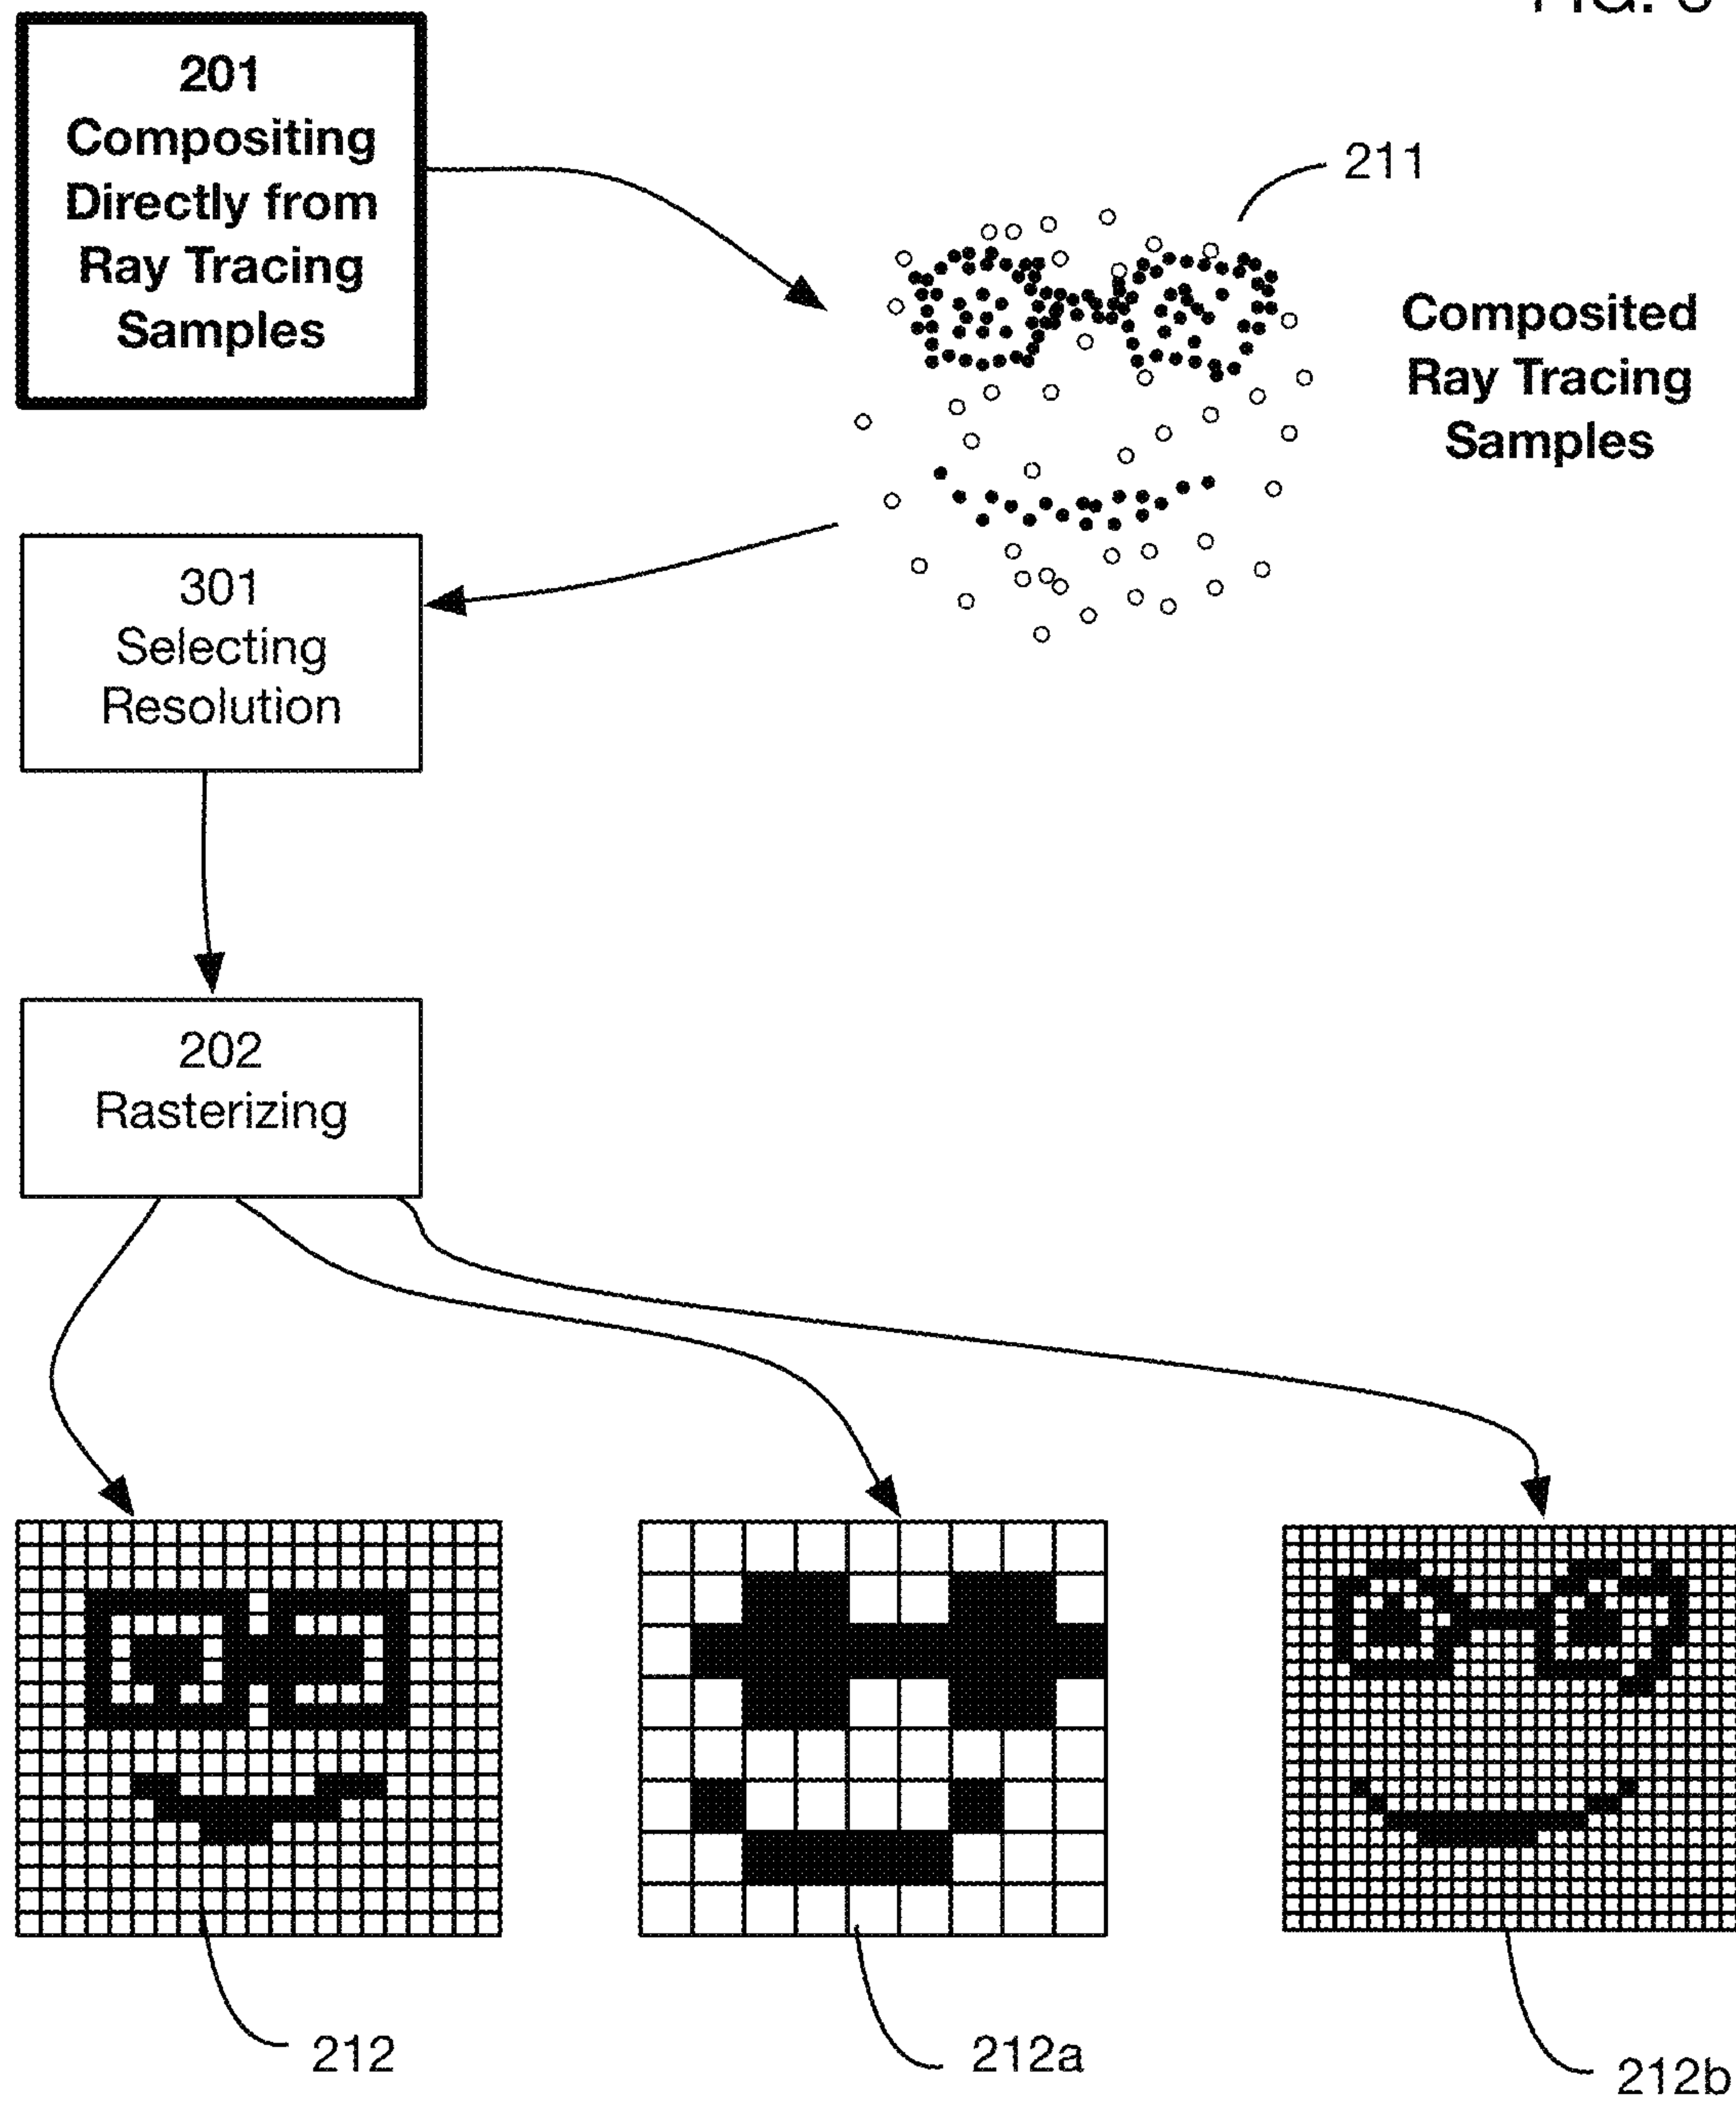 201
Compositing
Directly from
Ray Tracing
Samples
211
Composited
Ray Tracing
Samples
301
Selecting
Resolution
202
Rasterizing
212
212a
212b